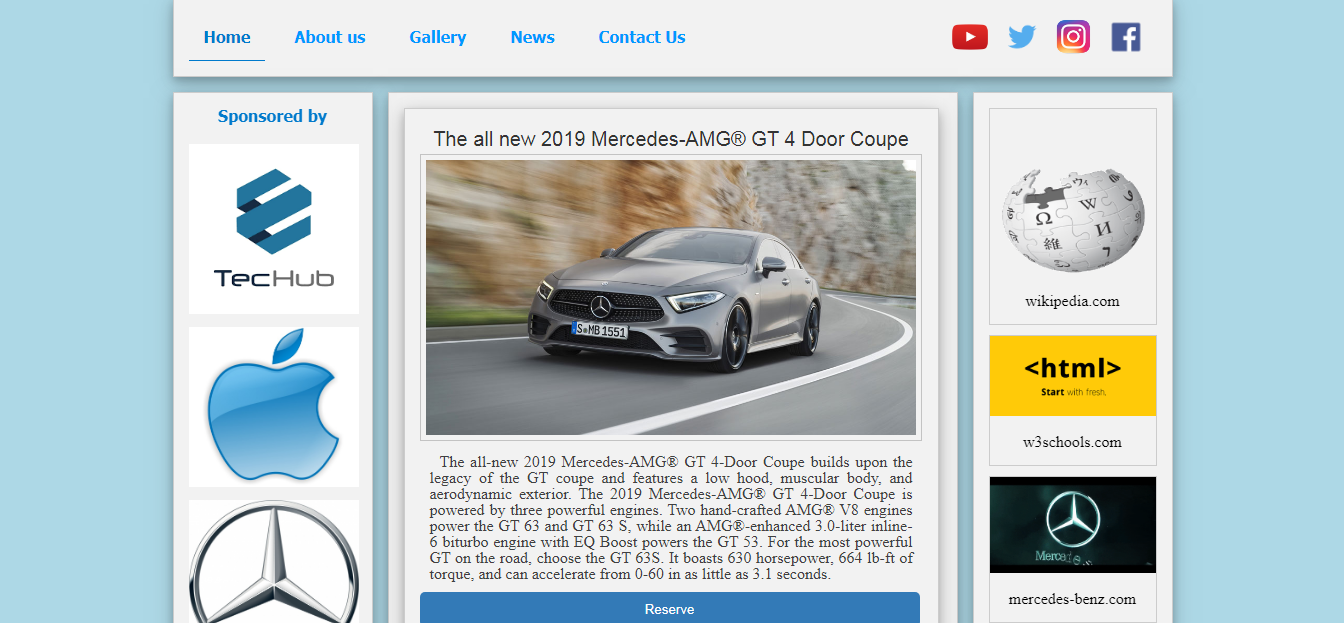 Home About us Gallery News Contact Us
Sponsored by
TecHub
The all new 2019 Mercedes-AMG® GT 4 Door Coupe
S MB 1551
The all-new 2019 Mercedes-AMG® GT 4-Door Coupe builds upon the
legacy of the GT coupe and features a low hood, muscular body, and
aerodynamic exterior. The 2019 Mercedes-AMG® GT 4-Door Coupe is
powered by three powerful engines. Two hand-crafted AMG® V8 engines
power the GT 63 and GT 63 S, while an AMG®-enhanced 3.0-liter inline-
6 biturbo engine with EQ Boost powers the GT 53. For the most powerful
GT on the road, choose the GT 63S. It boasts 630 horsepower, 664 lb-ft of
torque, and can accelerate from 0-60 in as little as 3.1 seconds.
Reserve
Ω W И
維
ウィ
7
wikipedia.com
<html>
Start with fresh.
w3schools.com
mercedes-benz.com